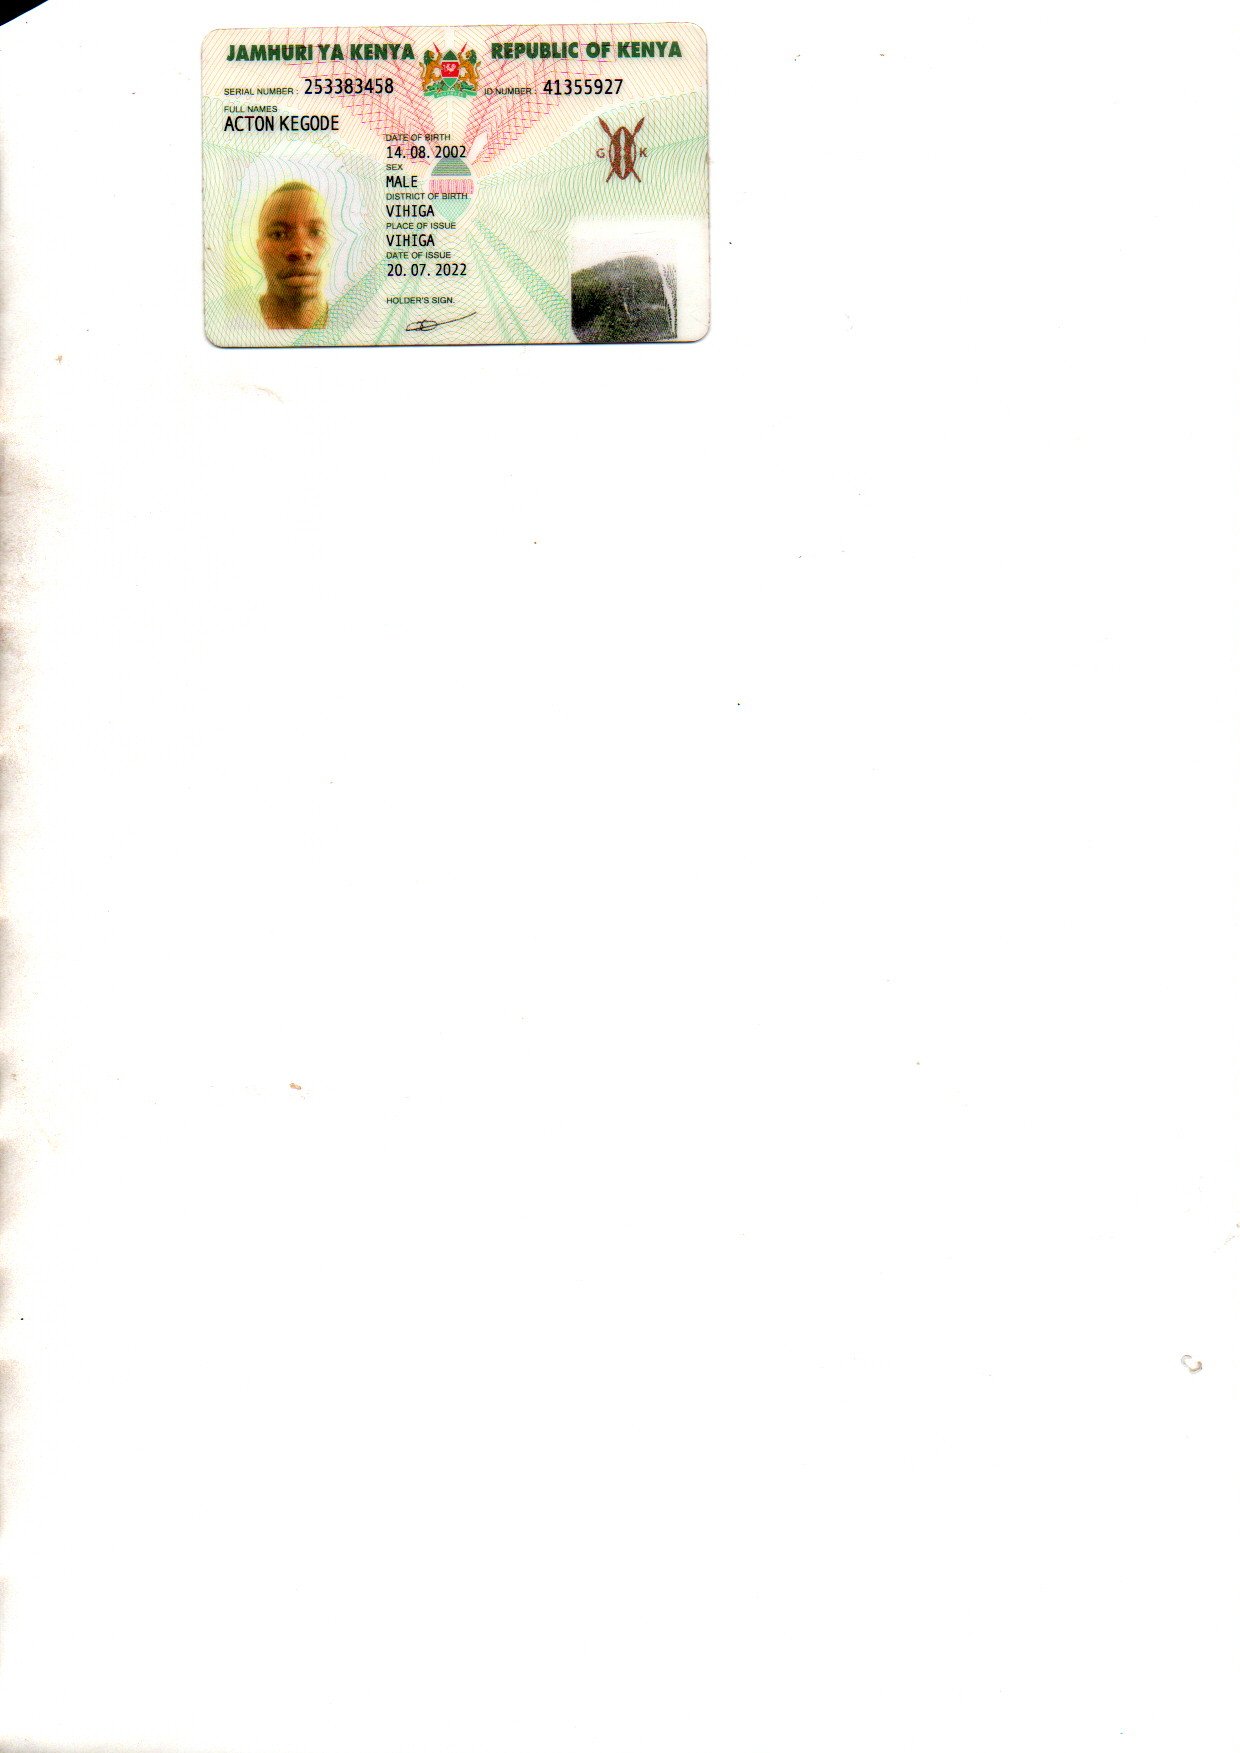 JAMHURI YA KENYA REPUBLIC OF KENYA
SERIAL NUMBER : 253383458 ID NUMBER : 41355927
FULL NAMES
ACTON KEGODE
DATE OF BIRTH
14. 08. 2002
SEX
MALE
G K
DISTRICT OF BIRTH
VIHIGA
PLACE OF ISSUE
VIHIGA
DATE OF ISSUE
20. 07. 2022
HOLDER'S SIGN.